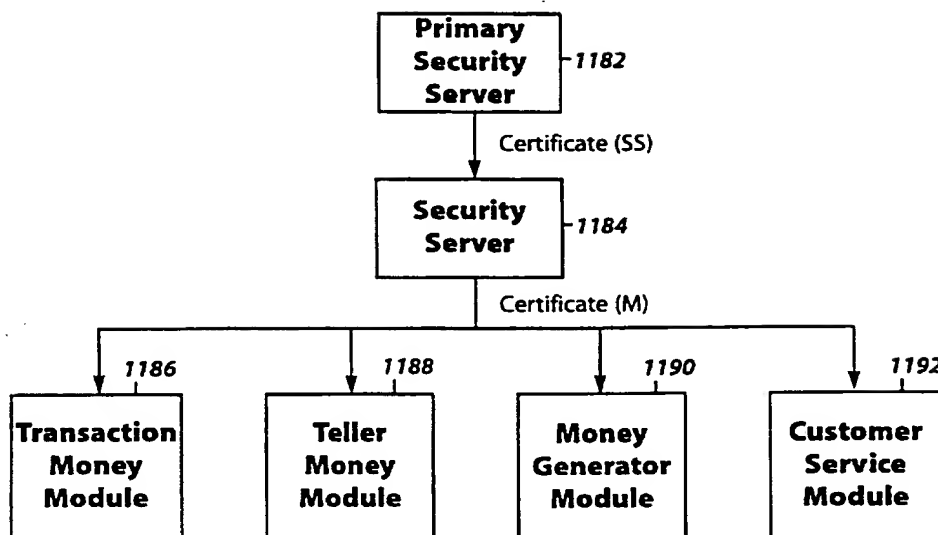 Primary
Security
Server
1182
Certificate (SS)
Security
Server
1184
Certificate (M)
1186
1188
1190
1192
Transaction
Money
Module
Teller
Money
Module
Money
Generator
Module
Customer
Service
Module